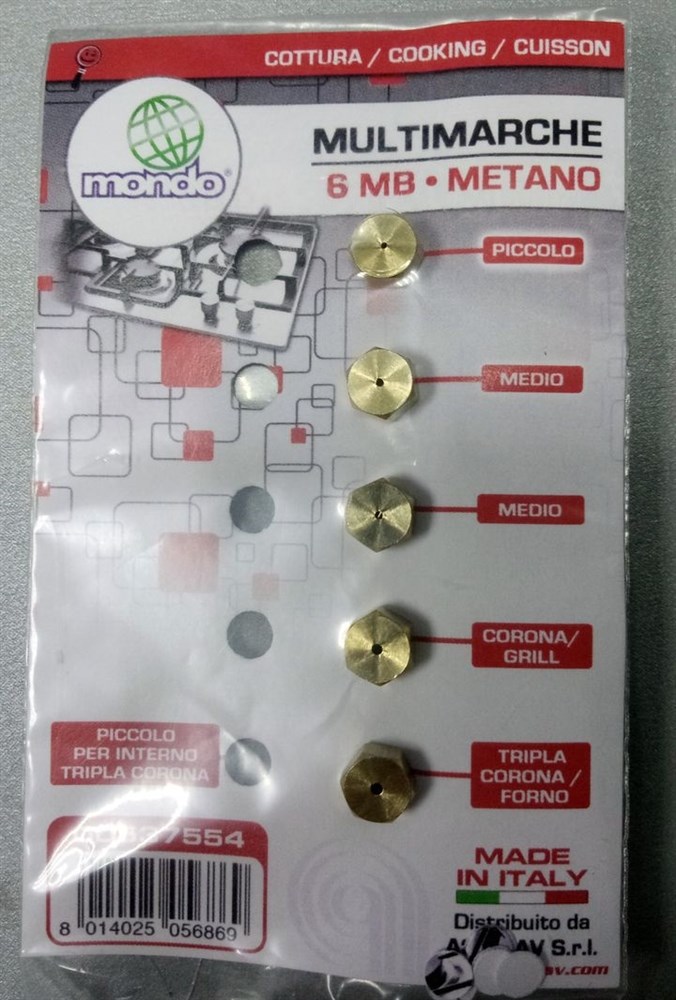 COTTURA / COOKING / CUISSON
mondo®
MULTIMARCHE
6 MB • METANO
PICCOLO
MEDIO
MEDIO
CORONA/
GRILL
PICCOLO
PER INTERNO
TRIPLA CORONA
TRIPLA
CORONA /
FORNO
7554
8 014025 056869
MADE
IN ITALY
Distribuito da
S.r.l.